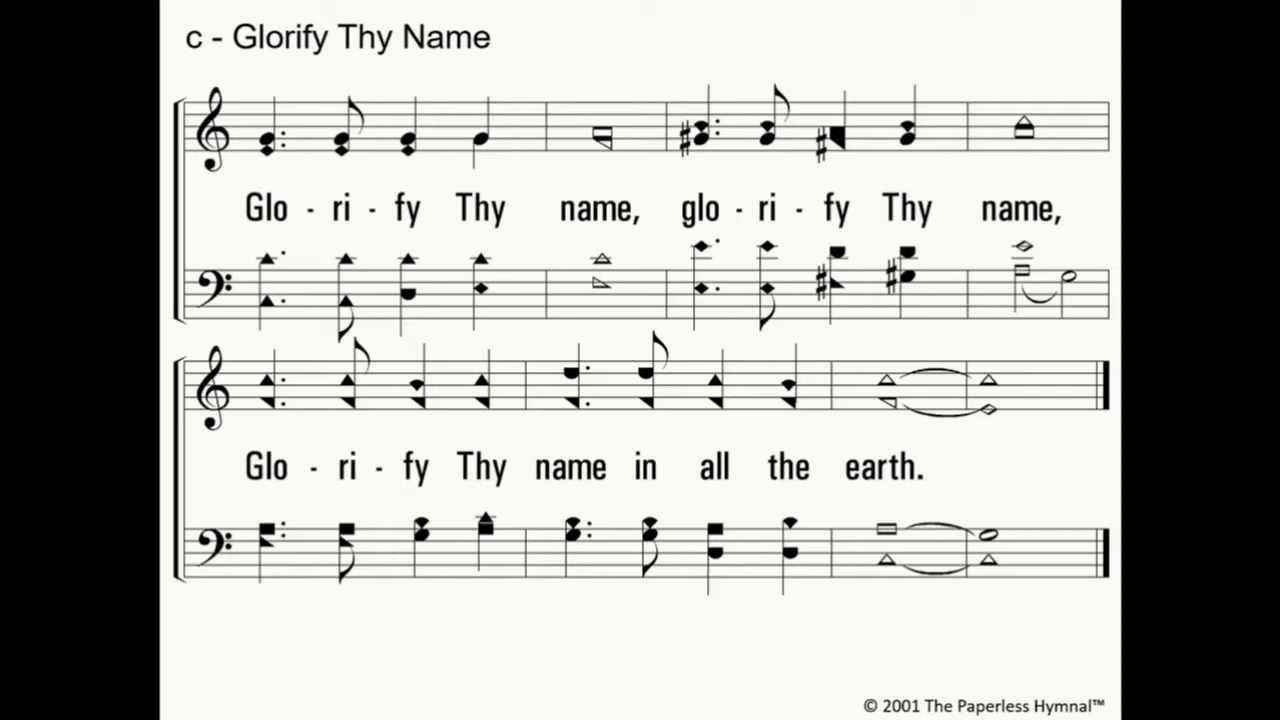 c - Glorify Thy Name
Glo - ri - fy Thy name, glo - ri - fy Thy name,
Glo - ri - fy Thy name in all the earth.
© 2001 The Paperless Hymnal™